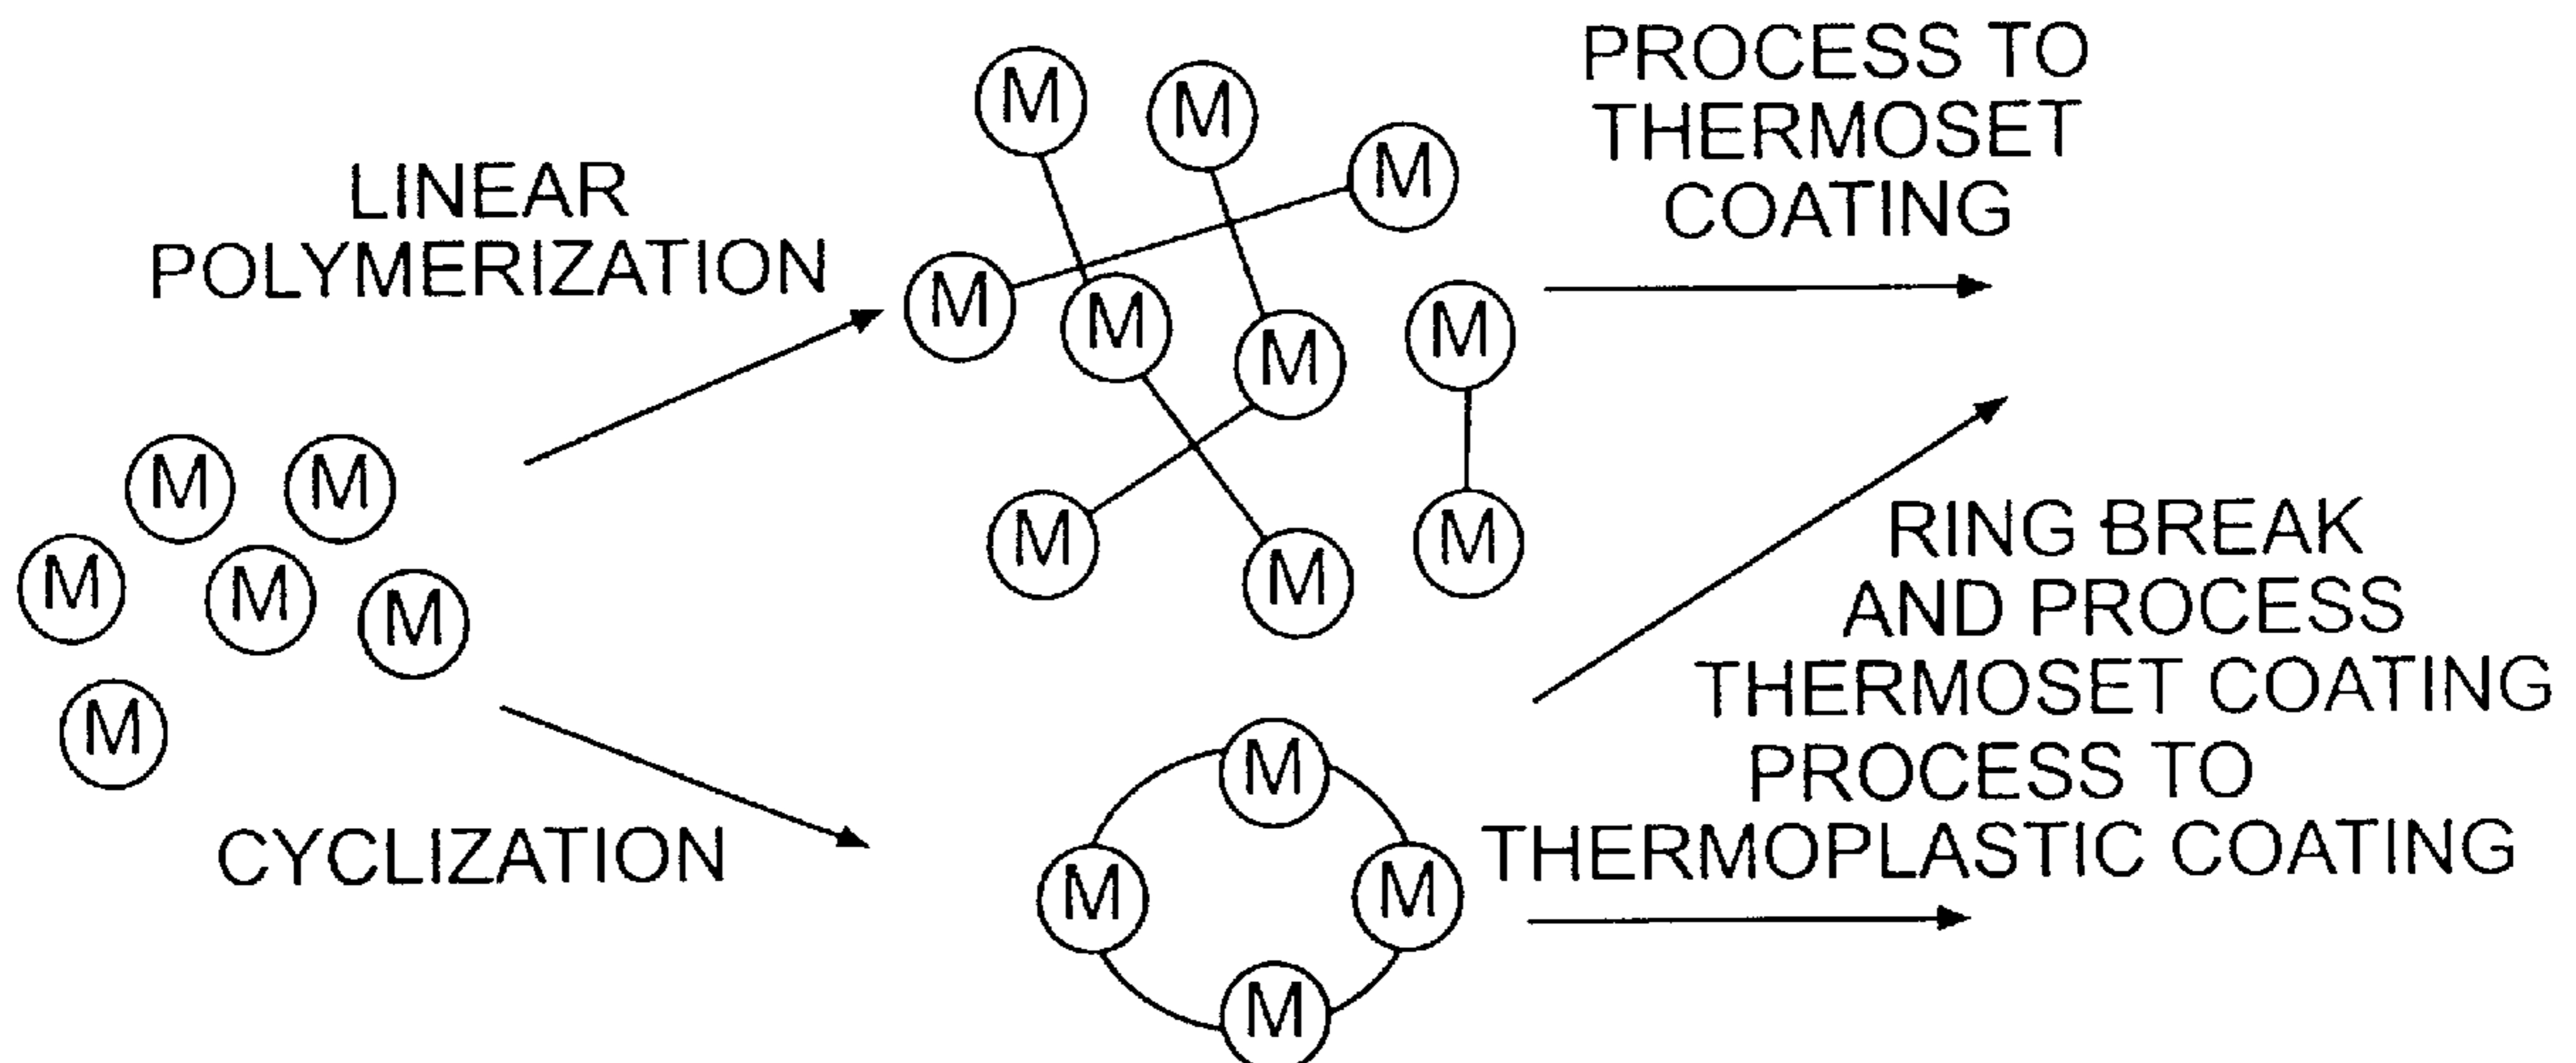 LINEAR
POLYMERIZATION
M M
M M M
M
CYCLIZATION
M M
M
M
M
M
M
M
M
M
M
M
M
M
PROCESS TO
THERMOSET
COATING
RING BREAK
AND PROCESS
THERMOSET COATING
PROCESS TO
THERMOPLASTIC COATING